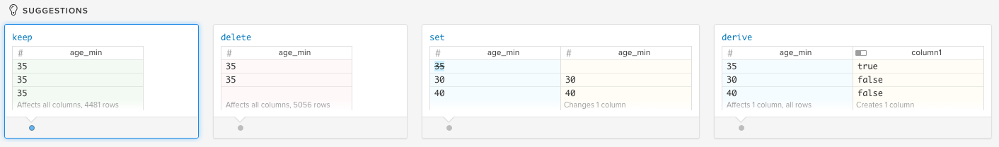 SUGGESTIONS
keep
# age_min
35
35
35
Affects all columns, 4481 rows
delete
# age_min
35
35
Affects all columns, 5056 rows
set
# age_min # age_min
35
30 30
40 40
Changes 1 column
derive
# age_min column1
35 true
30 false
40 false
Affects 1 column, all rows Creates 1 column